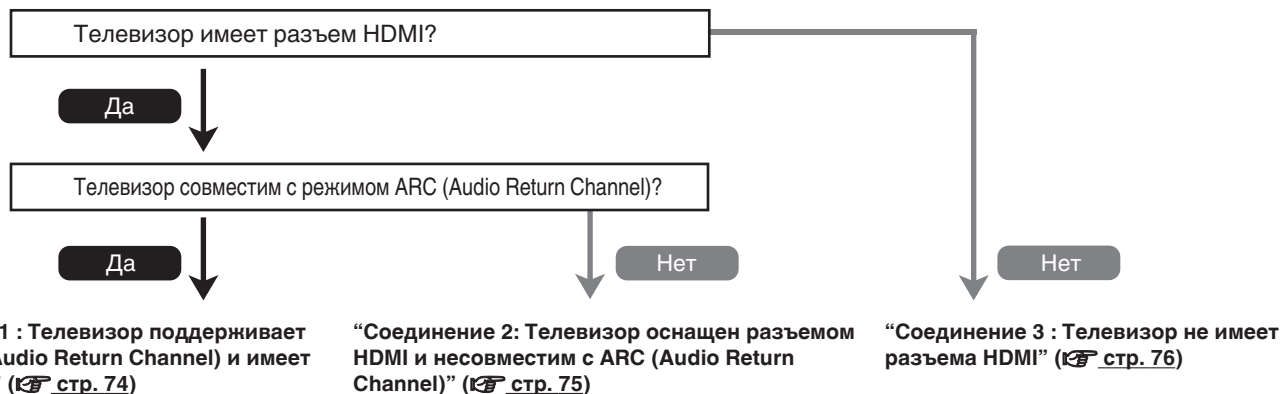 Телевизор имеет разъем HDMI?
Да
Телевизор совместим с режимом ARC (Audio Return Channel)?
Да
Нет
Нет
1 : Телевизор поддерживает
Audio Return Channel) и имеет
” (☞ стр. 74)
“Соединение 2: Телевизор оснащен разъемом
HDMI и несовместим с ARC (Audio Return
Channel)” (☞ стр. 75)
“Соединение 3 : Телевизор не имеет
разъема HDMI” (☞ стр. 76)